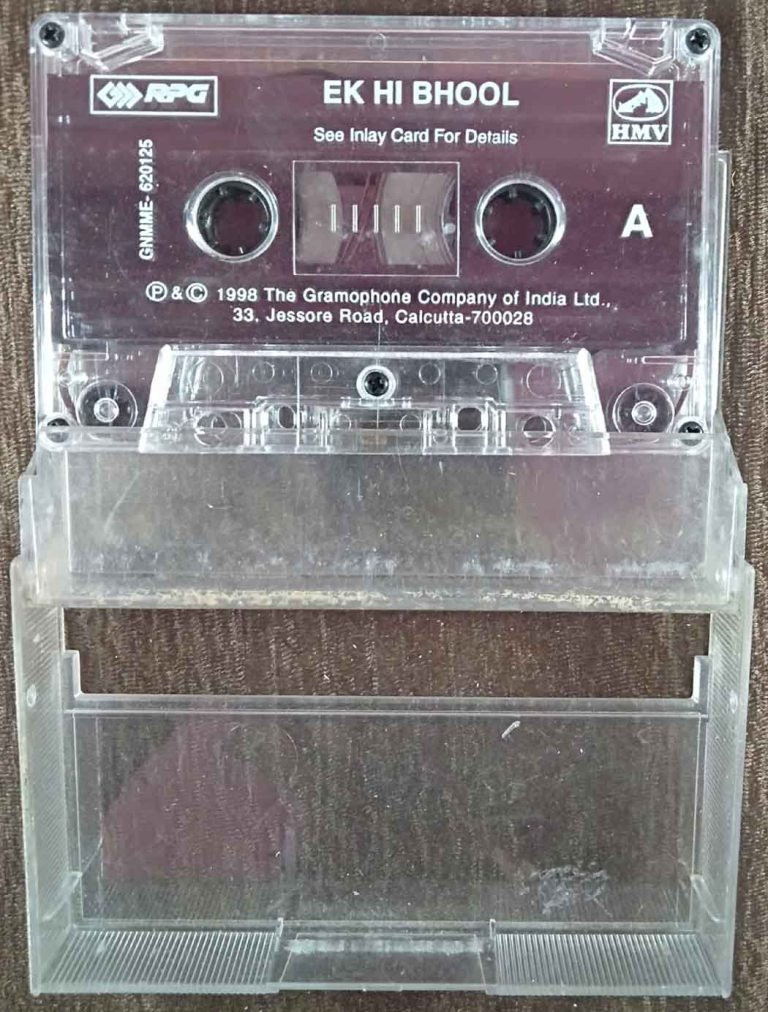 RPG
EK HI BHOOL
HMV
See Inlay Card For Details
GNMME- 620125
A
Ⓟ & © 1998 The Gramophone Company of India Ltd.,
33, Jessore Road, Calcutta-700028